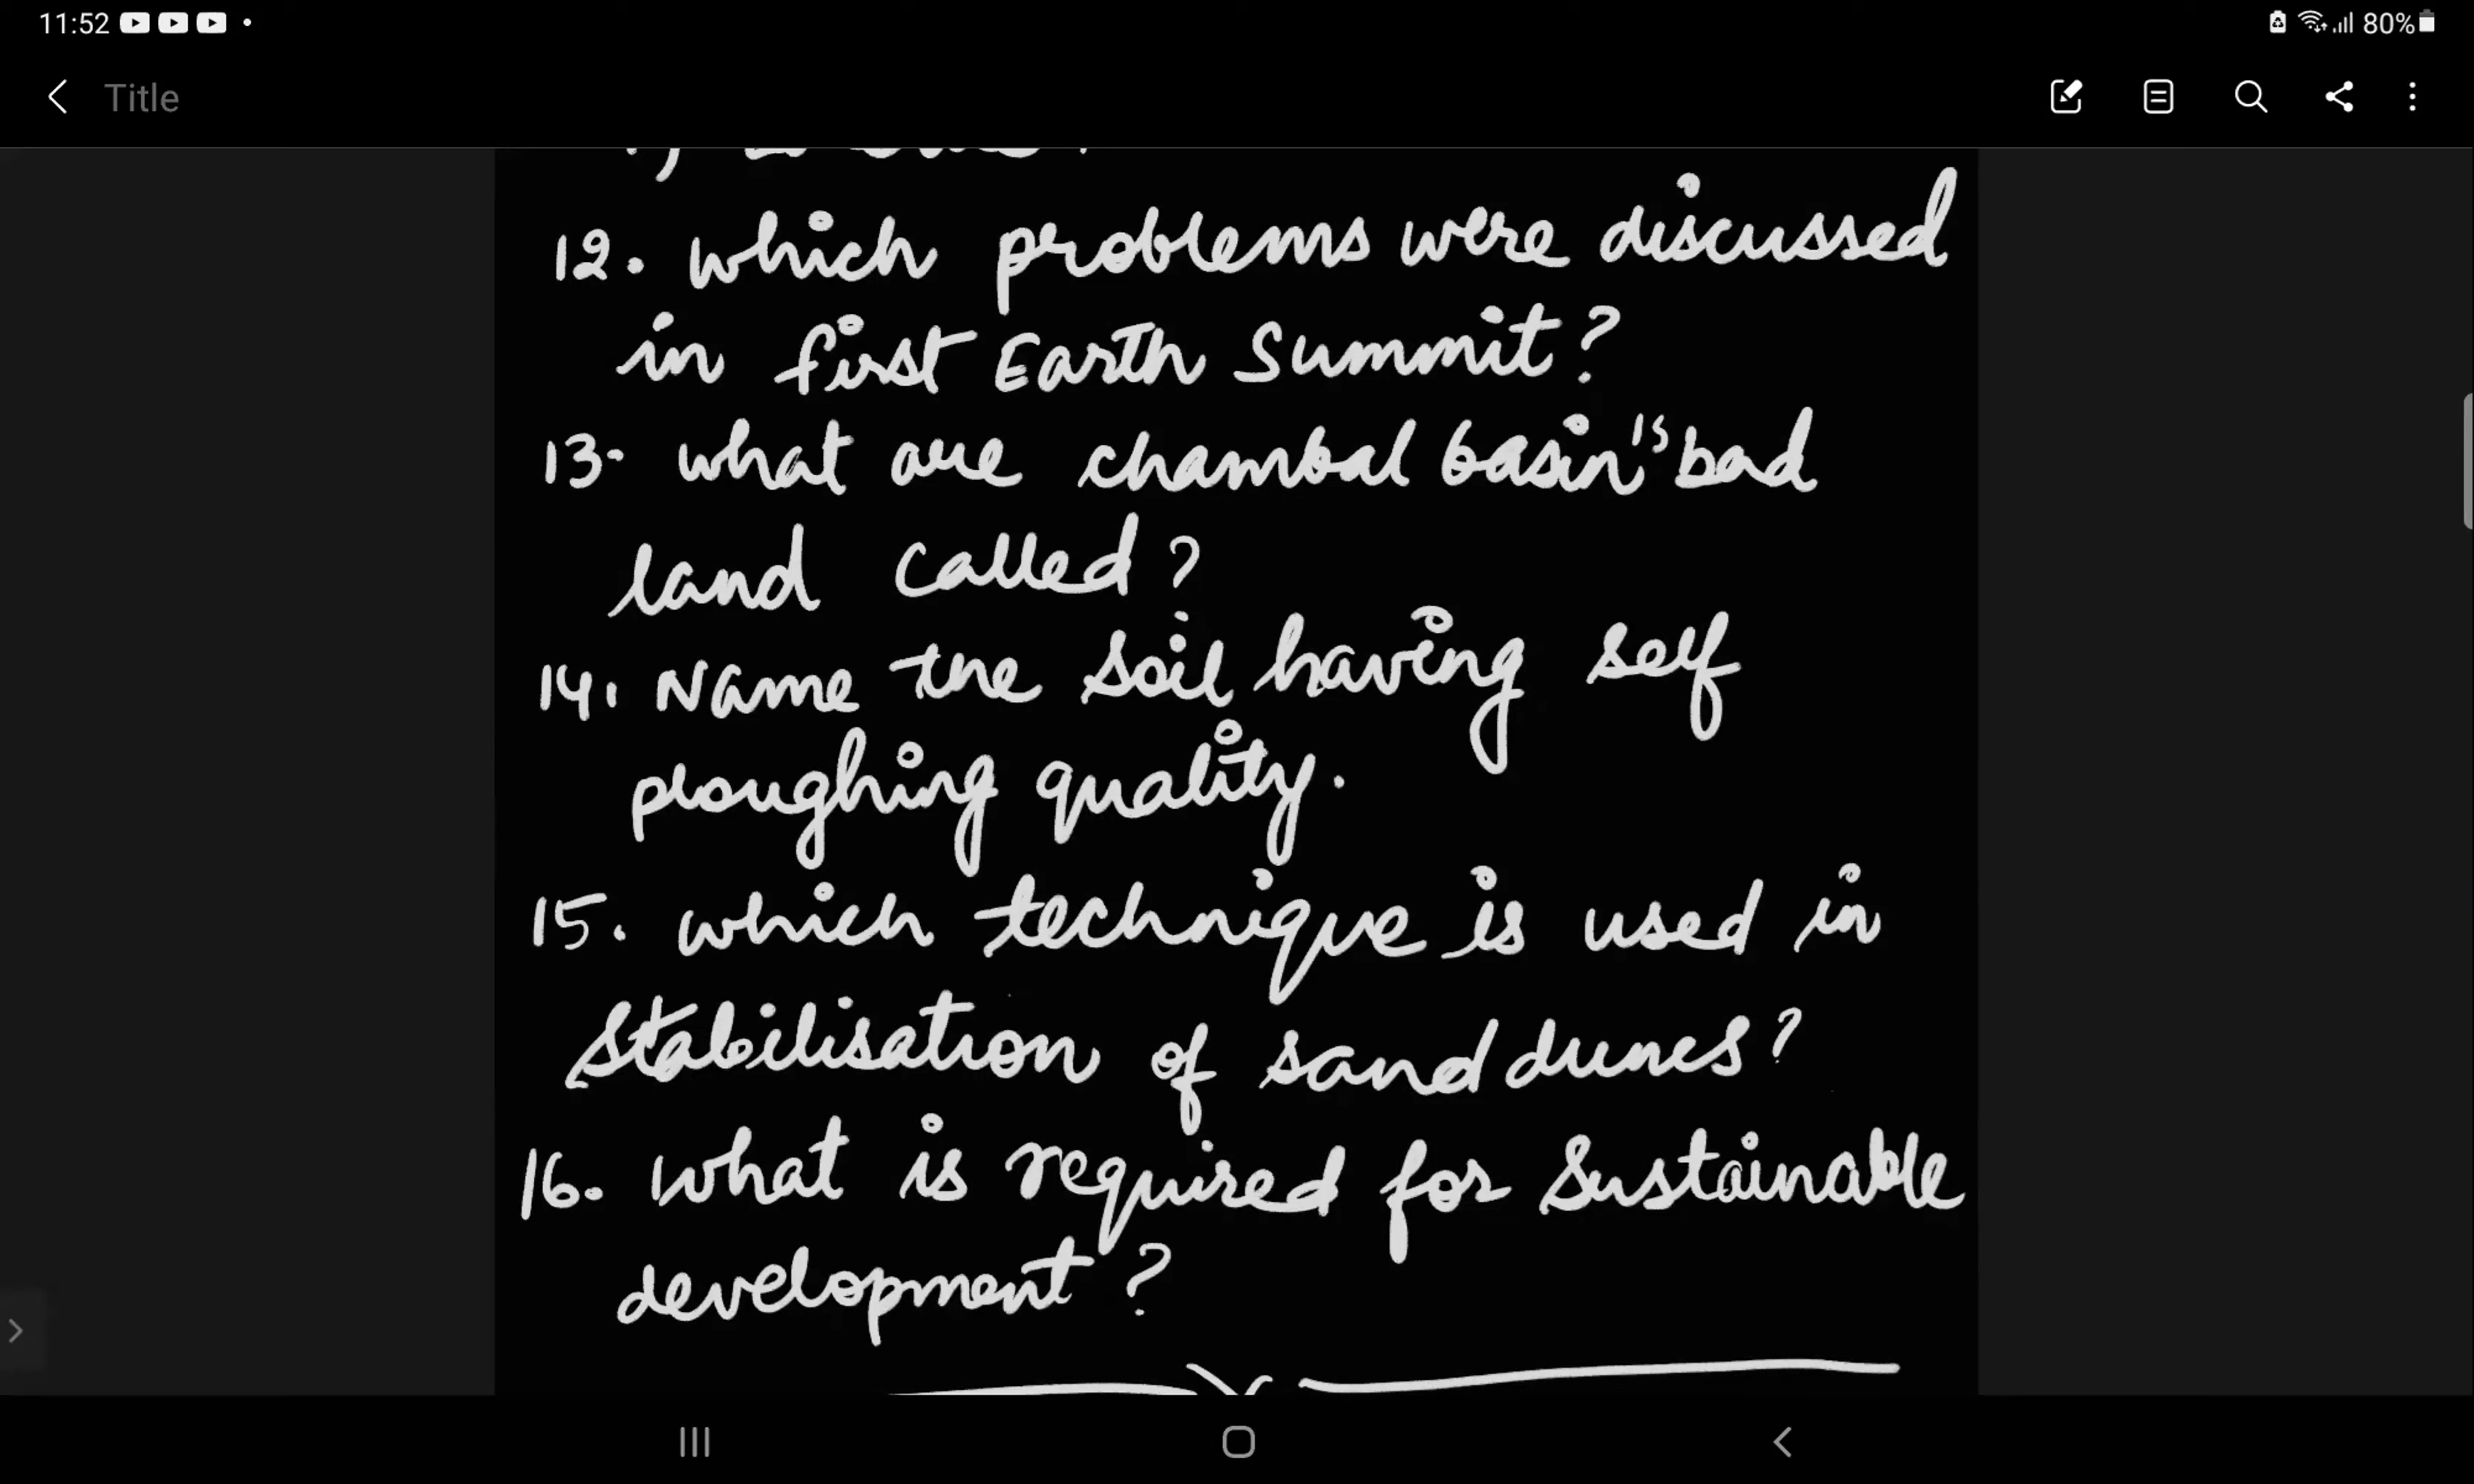 11:52
80%
Title
12. which problems were discussed
in first Earth Summit?
13. what are chambal basin's bad
land called?
14. Name the soil having self
ploughing quality.
15. which technique is used in
stabilisation of sand dunes?
16. What is required for Sustainable
development?